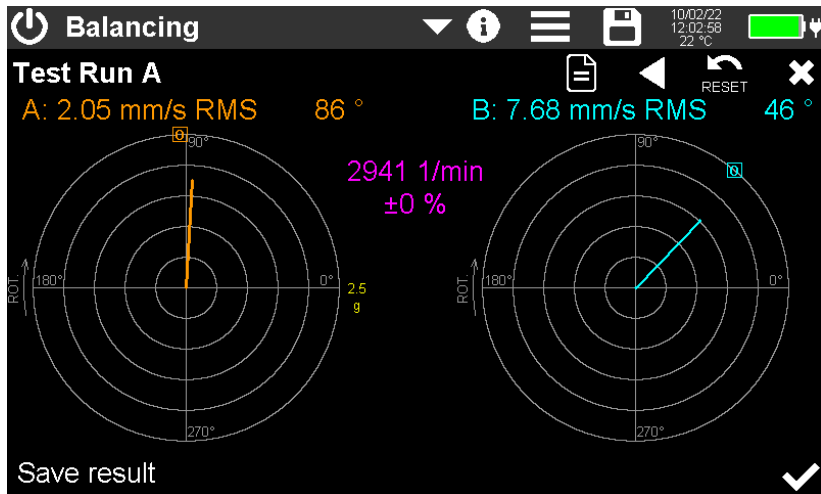 Balancing
10/02/22
12:02:58
22 °C
Test Run A
RESET
A: 2.05 mm/s RMS 86 °
B: 7.68 mm/s RMS 46 °
0
90°
2941 1/min
±0 %
90°
0
ROT.
180°
0°
2.5
g
ROT.
180°
0°
270°
270°
Save result